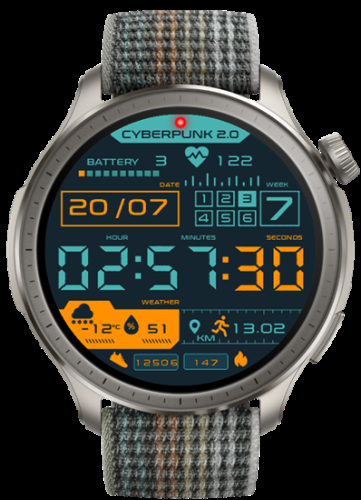 CYBERPUNK 2.0
BATTERY 3 122
DATE WEEK
20/07 1 2 3 7
4 5 6
HOUR MINUTES SECONDS
02:57:30
WEATHER
-12°C % 51 KM 13.02
12506 147